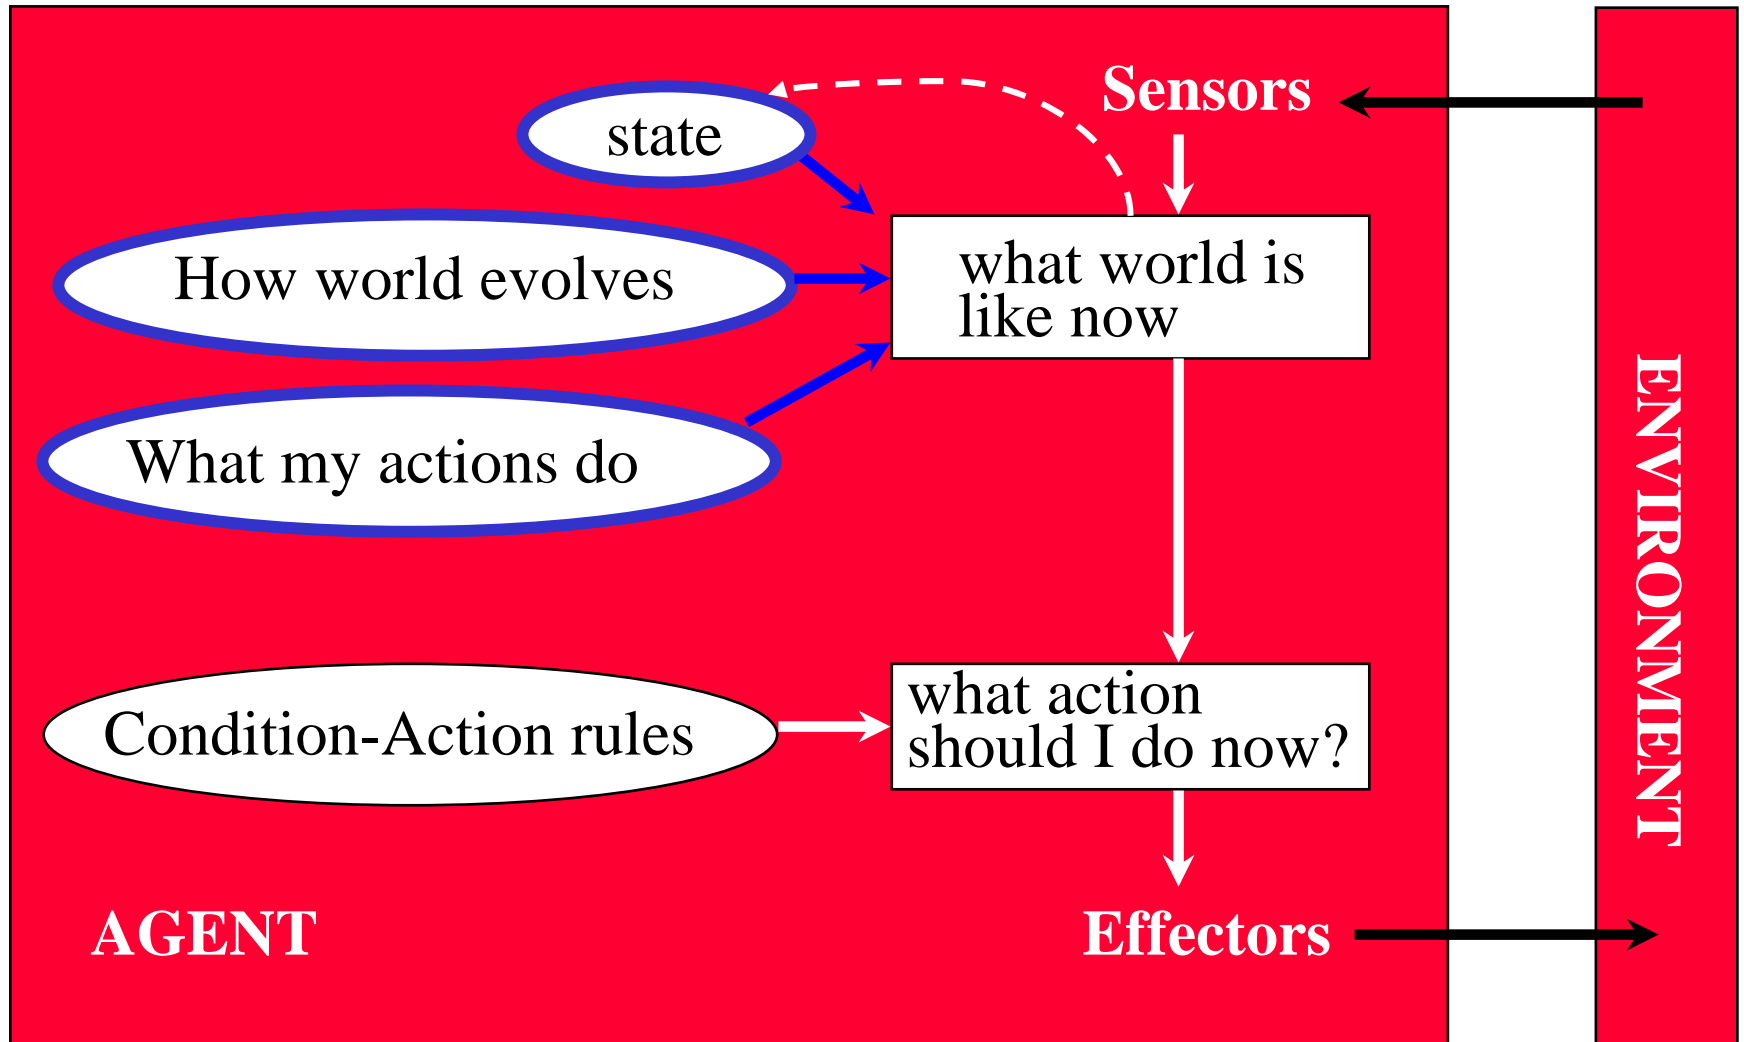 Sensors
state
How world evolves
what world is
like now
What my actions do
Condition-Action rules
what action
should I do now?
AGENT
Effectors
ENVIRONMENT